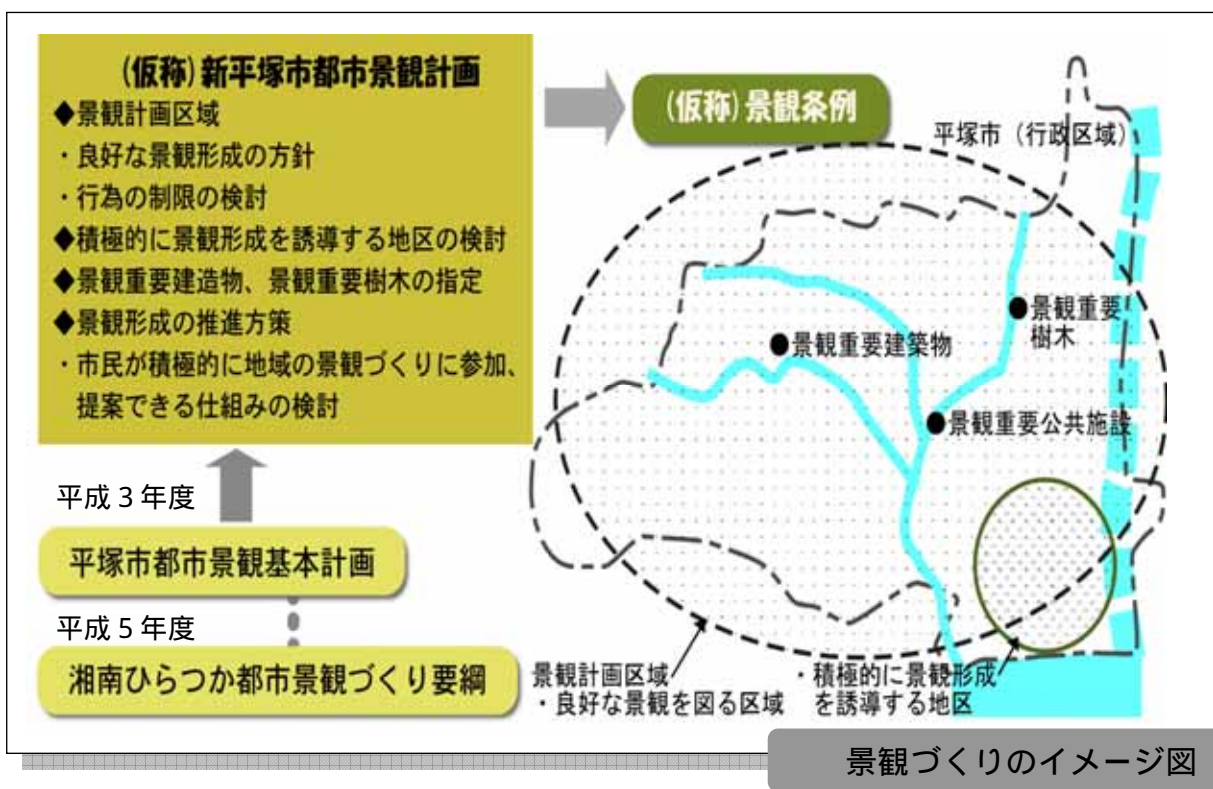 (仮称)新平塚市都市景観計画
◆景観計画区域
・良好な景観形成の方針
・行為の制限の検討
◆積極的に景観形成を誘導する地区の検討
◆景観重要建造物、景観重要樹木の指定
◆景観形成の推進方策
・市民が積極的に地域の景観づくりに参加、
提案できる仕組みの検討
平成3年度
平塚市都市景観基本計画
平成5年度
湘南ひらつか都市景観づくり要綱
(仮称)景観条例
平塚市(行政区域)
景観重要
樹木
景観重要建築物
景観重要公共施設
景観計画区域
・良好な景観を図る区域
・積極的に景観形成
を誘導する地区
景観づくりのイメージ図